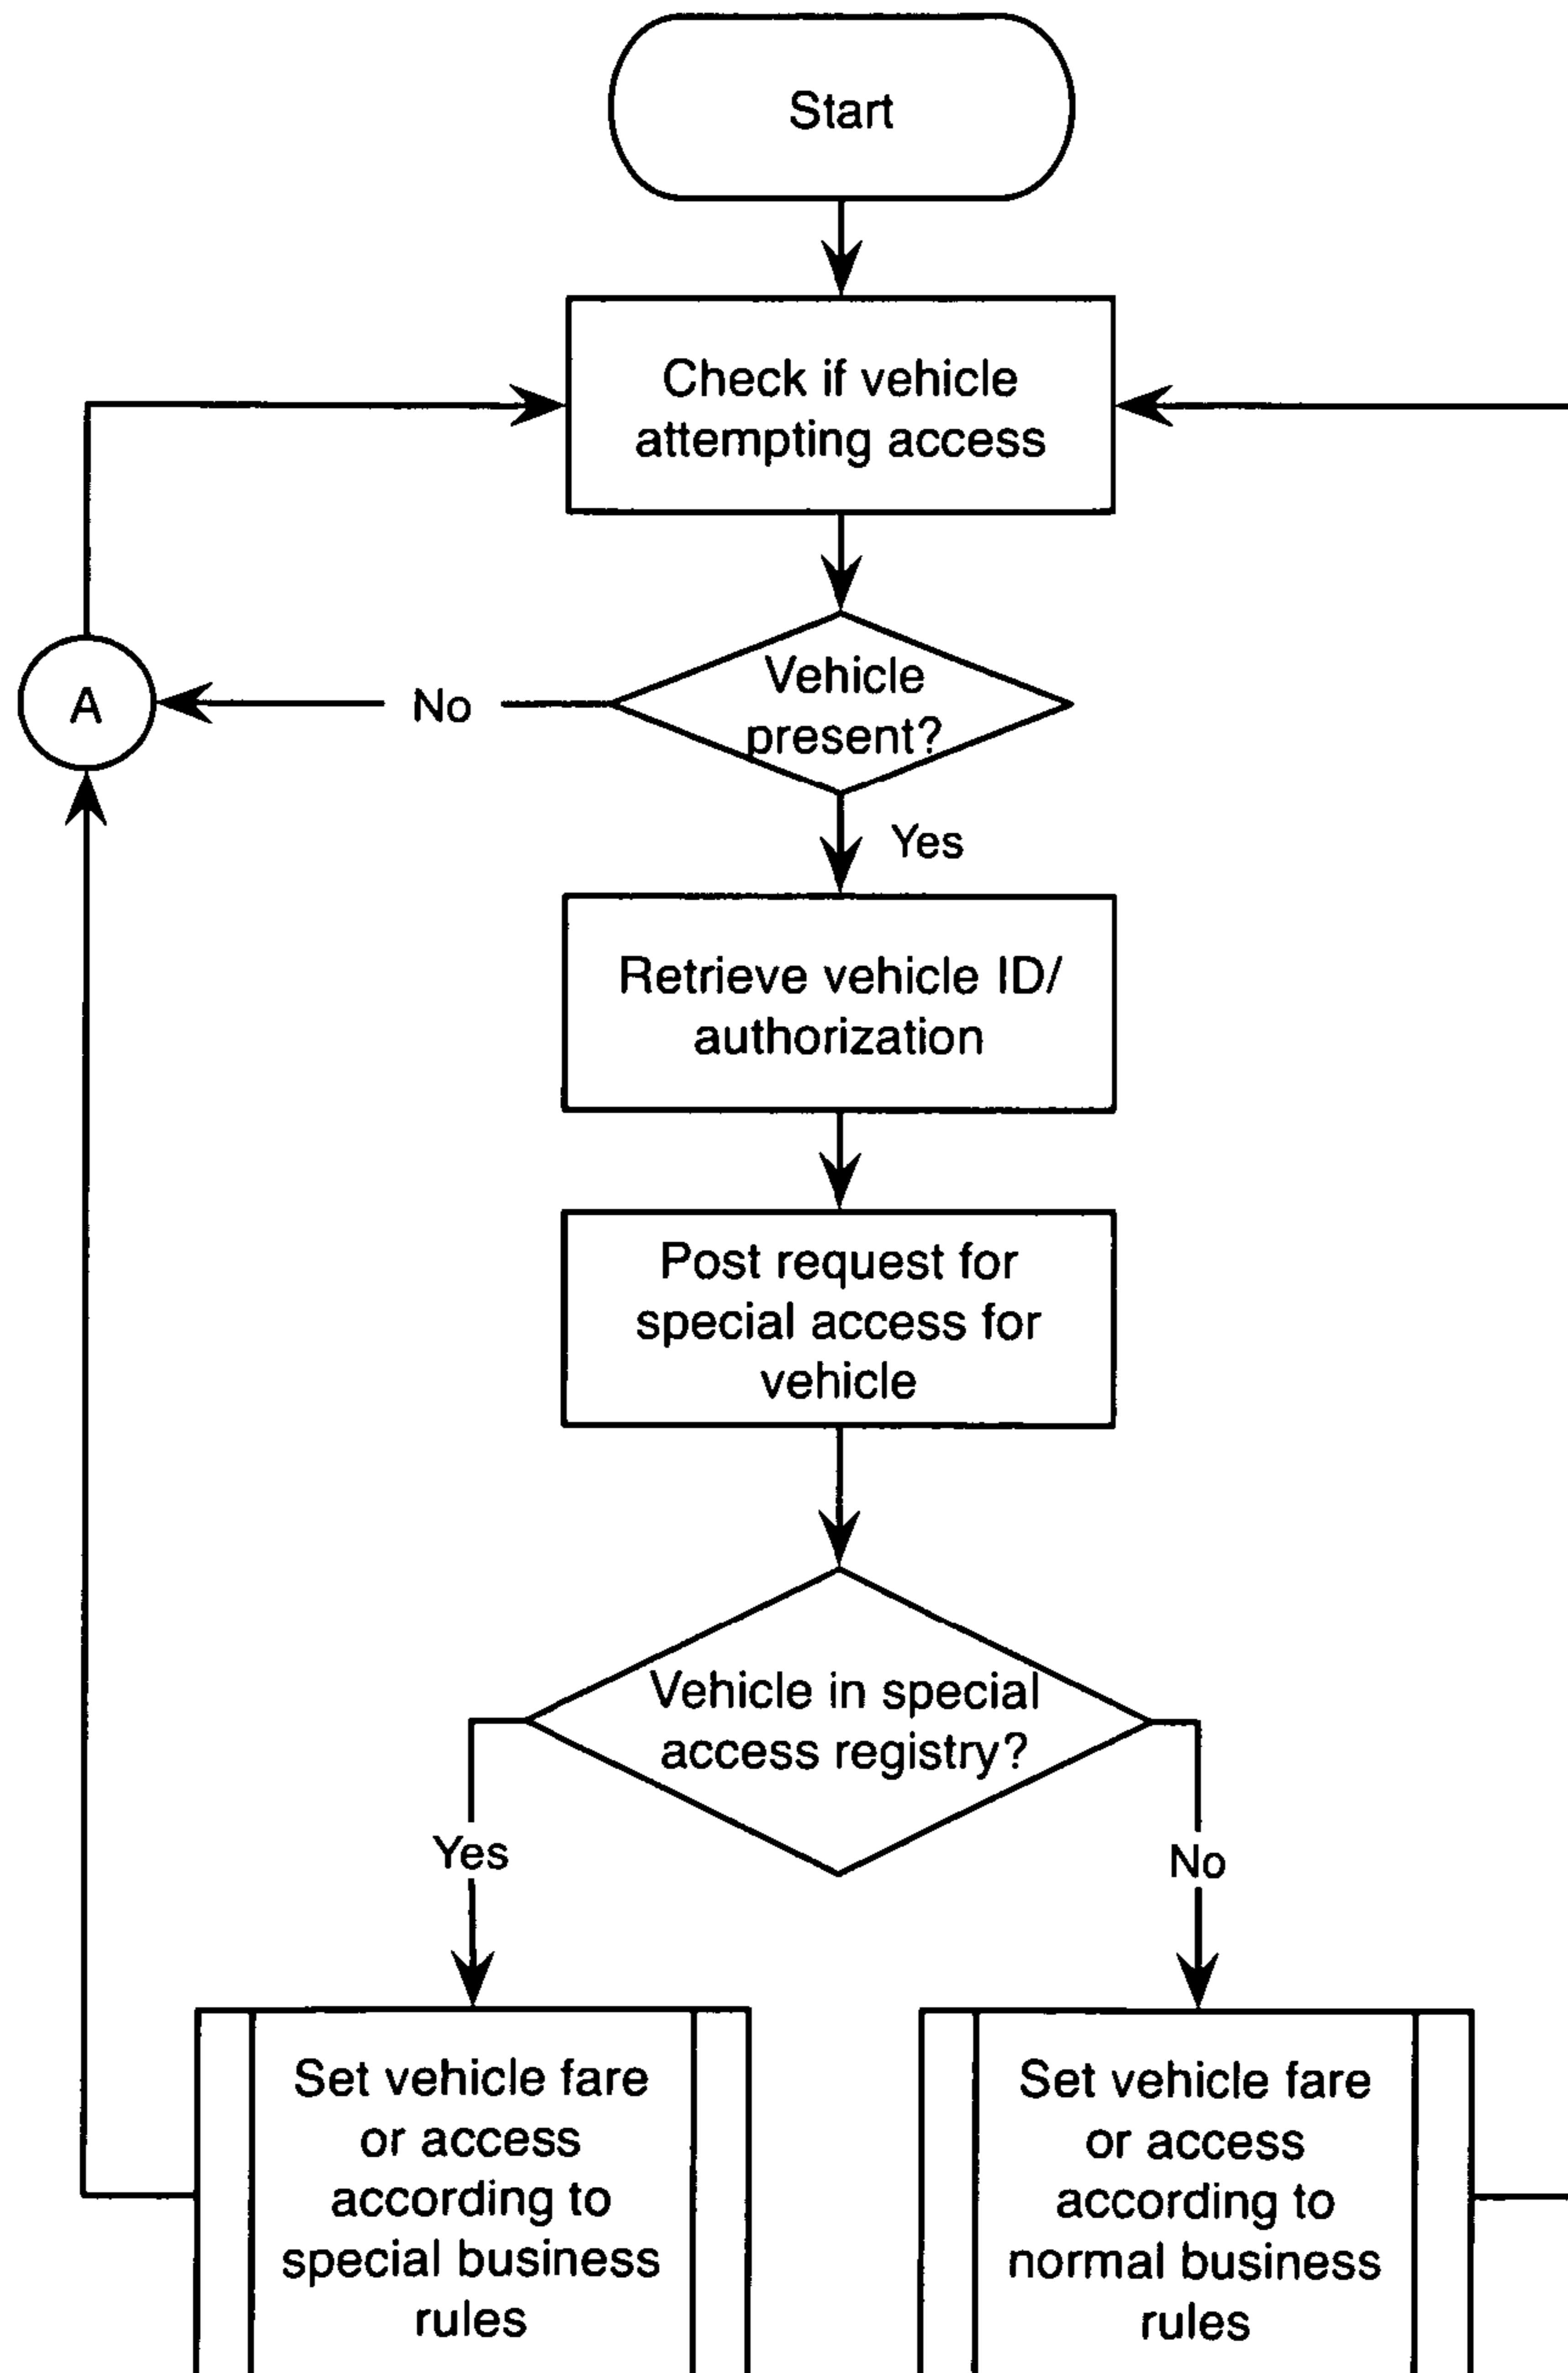 Start
Check if vehicle
attempting access
A
No
Vehicle
present?
Yes
Retrieve vehicle ID/
authorization
Post request for
special access for
vehicle
Vehicle in special
access registry?
Yes
No
Set vehicle fare
or access
according to
special business
rules
Set vehicle fare
or access
according to
normal business
rules